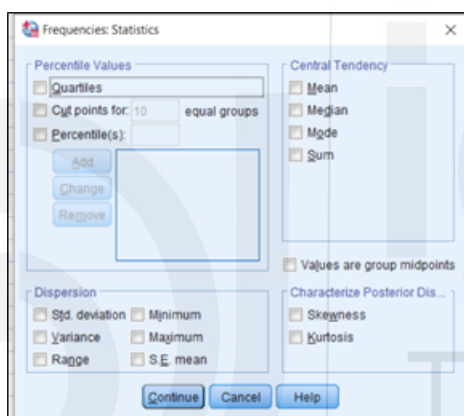 Frequencies: Statistics
Percentile Values
Quartiles
Cut points for: 10 equal groups
Percentile(s):
Add
Change
Remove
Central Tendency
Mean
Median
Mode
Sum
Values are group midpoints
Dispersion
Std. deviation Minimum
Variance Maximum
Range S.E. mean
Characterize Posterior Dis...
Skewness
Kurtosis
Continue Cancel Help